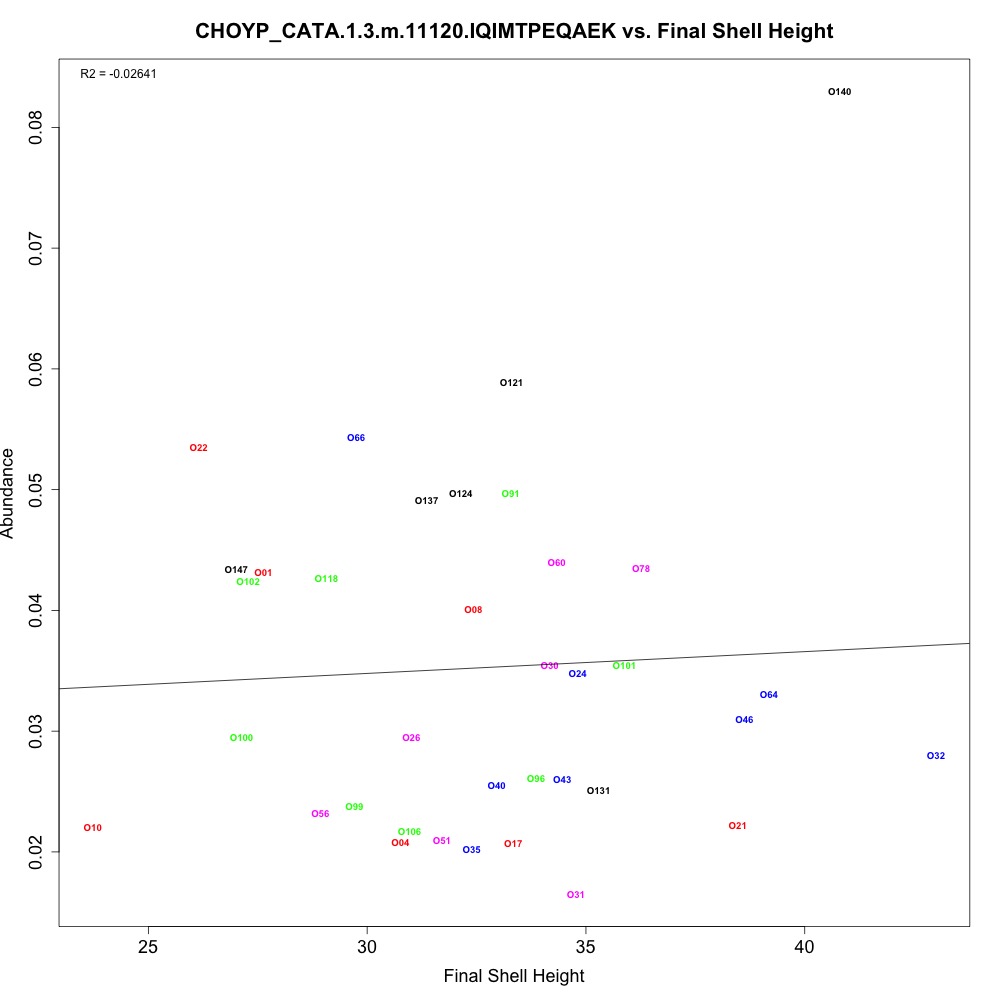 CHOYP_CATA.1.3.m.11120.IQIMTPEQAEK vs. Final Shell Height
R2 = -0.02641
O140
0.08
0.07
0.06
O121
O66
O22
0.05
O124
O91
O137
O60
O78
O147
O01
O102
O118
0.04
O08
O30
O101
O24
O64
O46
0.03
O100
O26
O32
O96
O43
O40
O131
O99
O56
O10
O21
O106
O04
O51
O17
O35
0.02
O31
Abundance
25
30
35
40
Final Shell Height